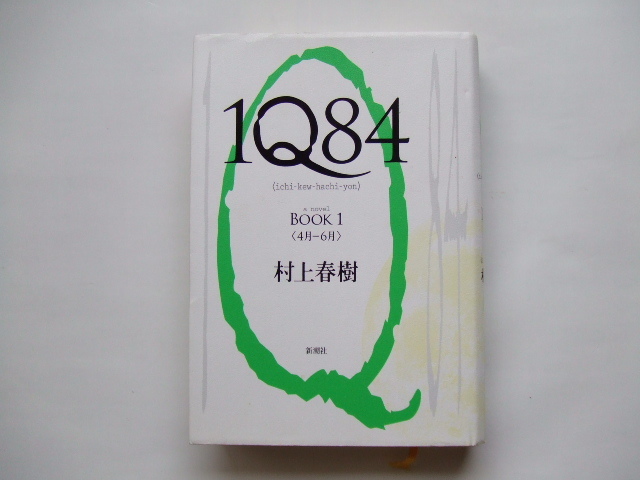 1Q84
(ichi-kew-hachi-yon)
a novel
BOOK 1
〈4月–6月〉
村上春樹
新潮社